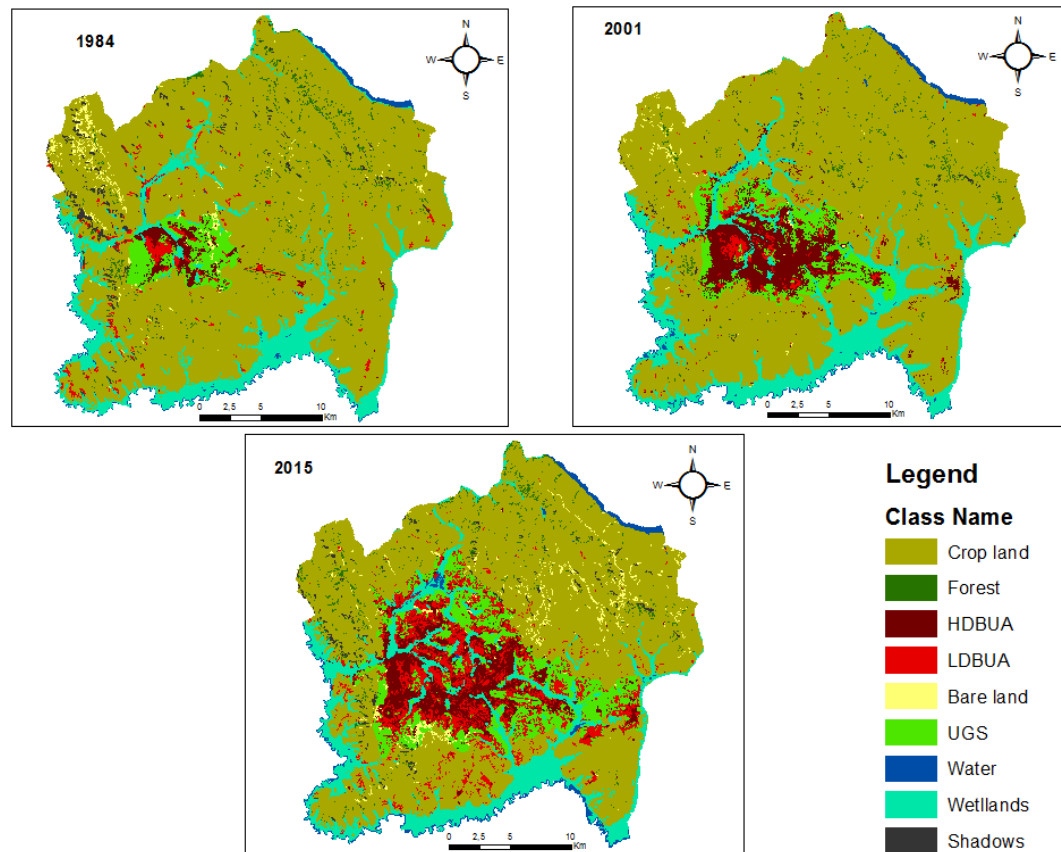 1984
N
W E
S
0 2,5 5 10
Km
2001
N
W E
S
0 2,5 5 10
Km
2015
N
W E
S
0 2,5 5 10
Km
Legend
Class Name
Crop land
Forest
HDBUA
LDBUA
Bare land
UGS
Water
Wetllands
Shadows